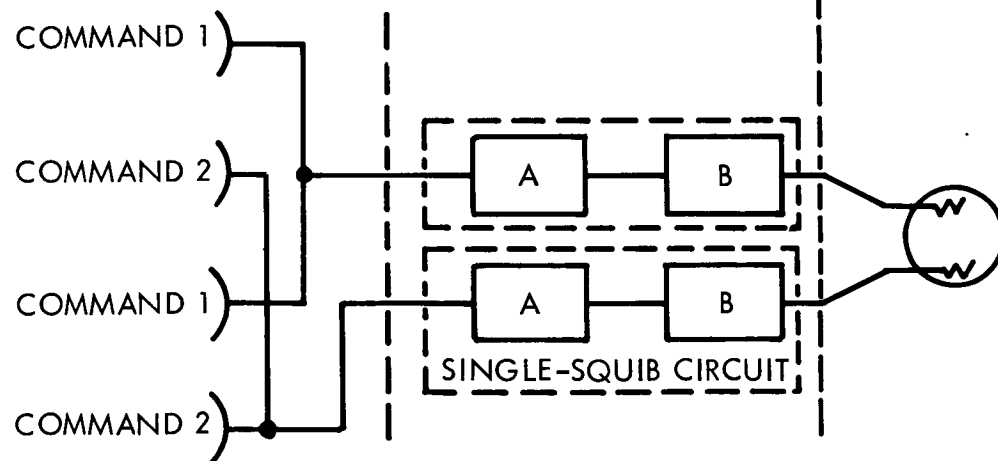 COMMAND 1
COMMAND 2
COMMAND 1
COMMAND 2
A
B
A
B
SINGLE-SQUIB CIRCUIT